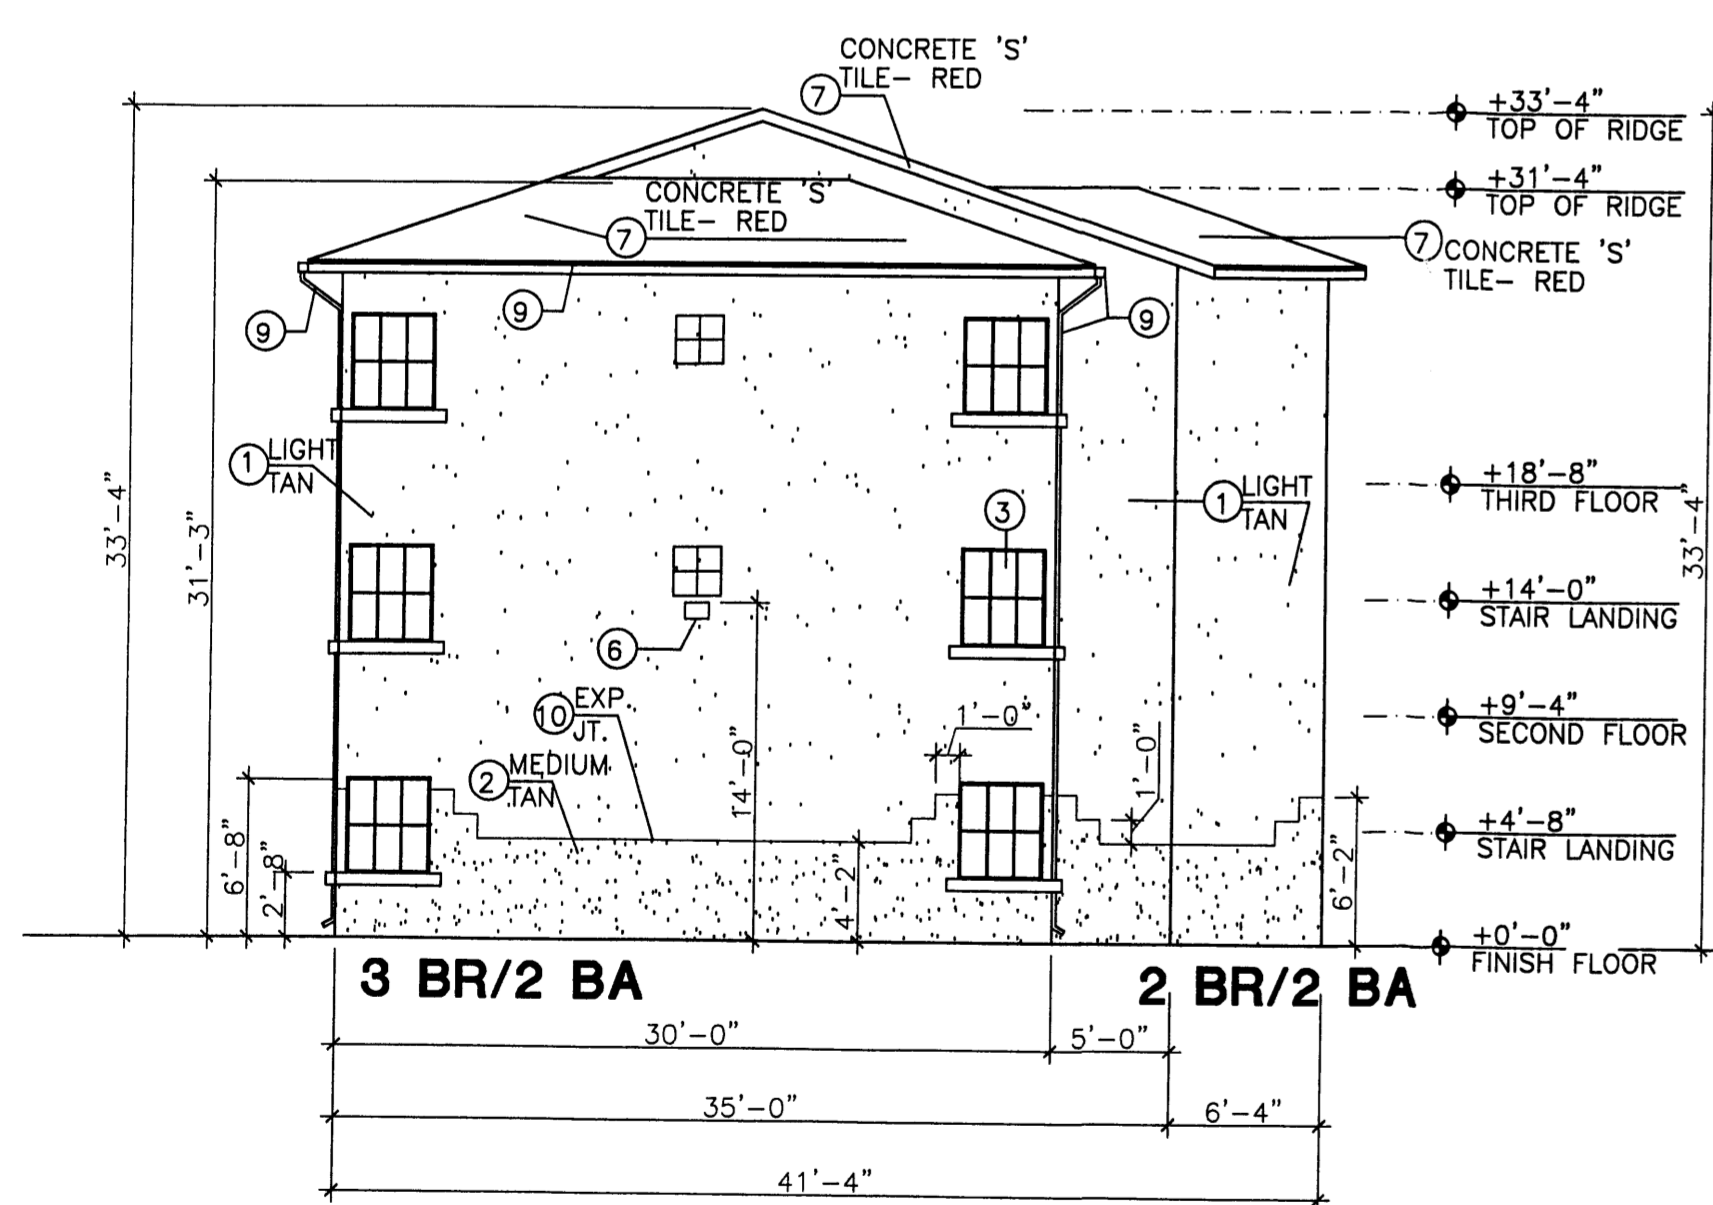 CONCRETE 'S'
TILE– RED
7
+33'–4"
TOP OF RIDGE
+31'–4"
TOP OF RIDGE
CONCRETE 'S'
TILE– RED
7
7
CONCRETE 'S'
TILE– RED
9
9
9
33'–4"
31'–3"
1 LIGHT
TAN
3
1 LIGHT
TAN
+18'–8"
THIRD FLOOR
33'–4"
+14'–0"
STAIR LANDING
6
10 EXP.
JT.
1'–0"
1'–0"
14'–0"
+9'–4"
SECOND FLOOR
2 MEDIUM
TAN
6'–8"
2'–8"
4'–2"
6'–2"
+4'–8"
STAIR LANDING
+0'–0"
FINISH FLOOR
3 BR/2 BA
2 BR/2 BA
30'–0"
5'–0"
35'–0"
6'–4"
41'–4"